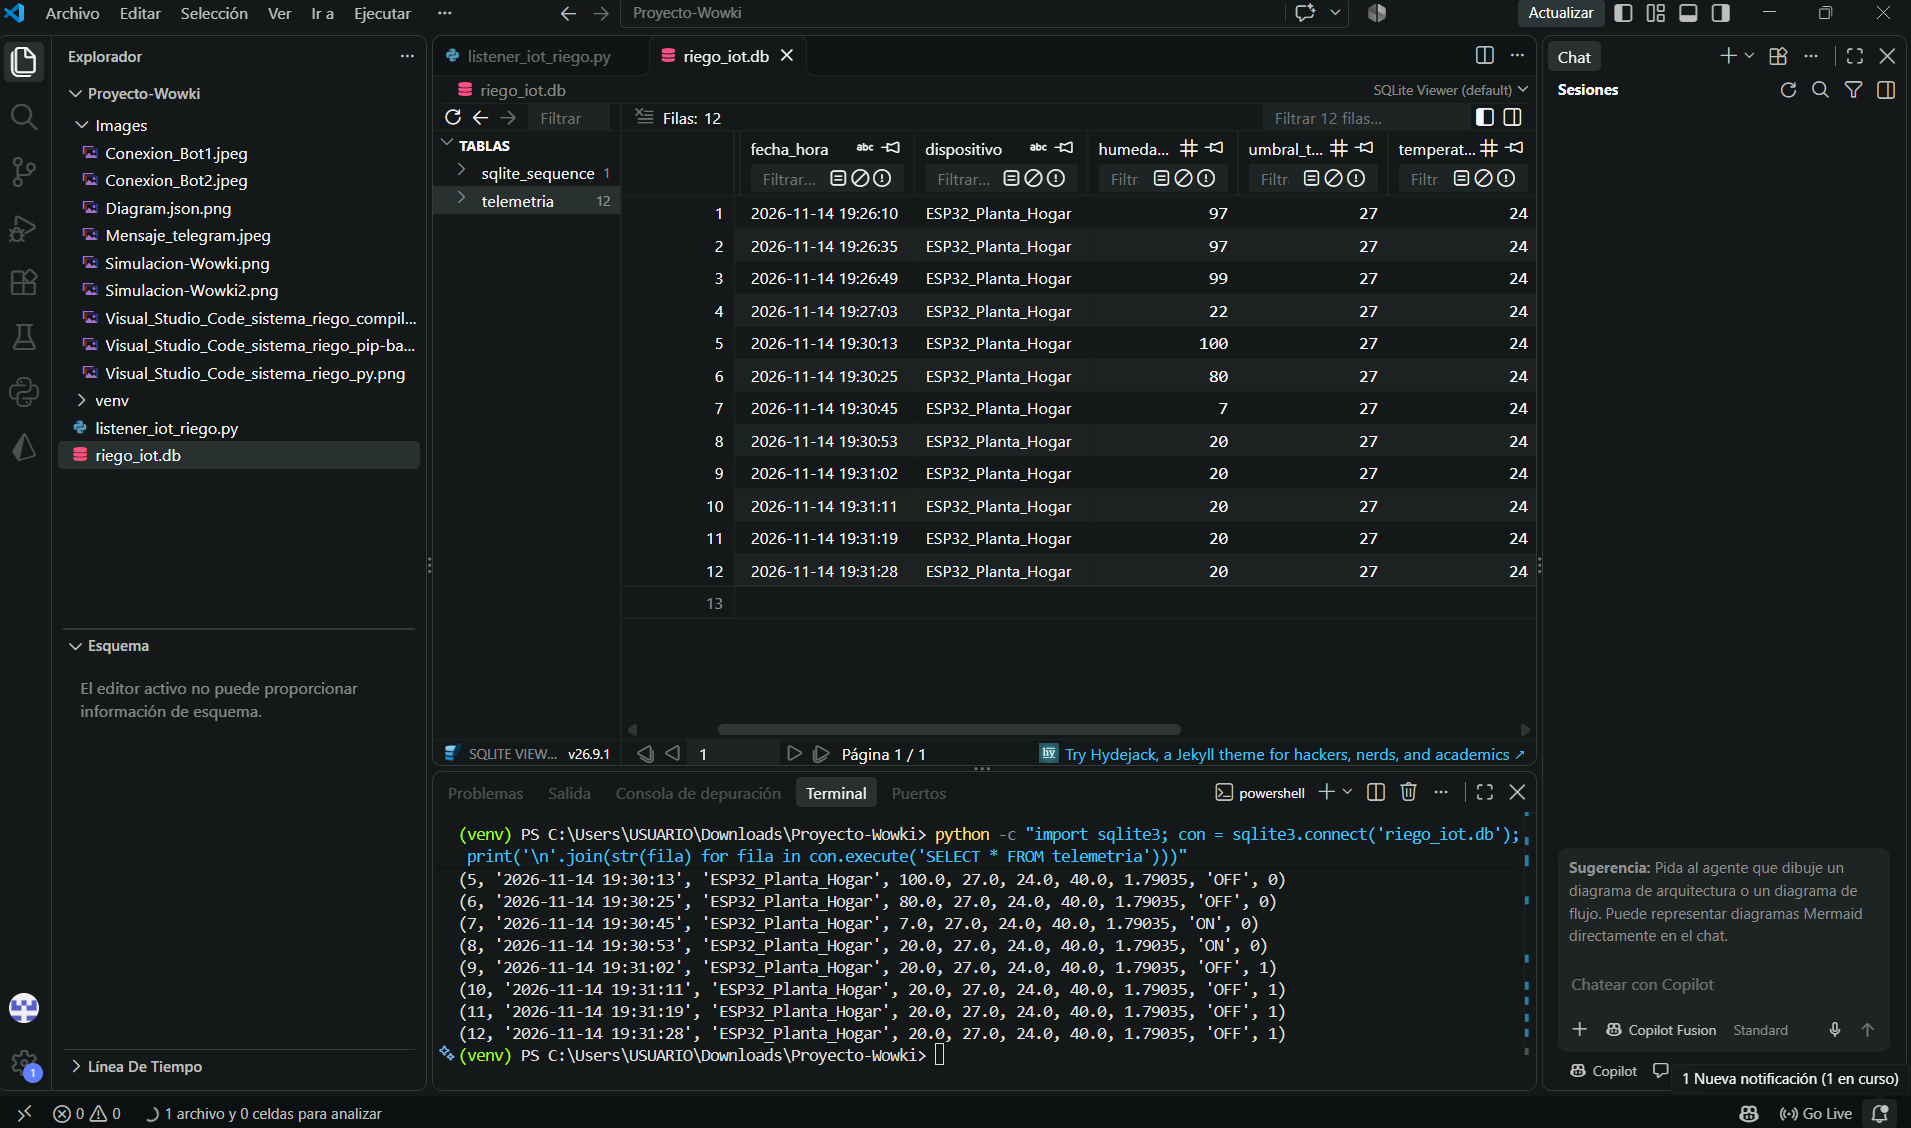 Archivo Editar Selección Ver Ir a Ejecutar ··· Proyecto-Wowki Actualizar
Explorador
Proyecto-Wowki
Images
Conexion_Bot1.jpeg
Conexion_Bot2.jpeg
Diagram.json.png
Mensaje_telegram.jpeg
Simulacion-Wowki.png
Simulacion-Wowki2.png
Visual_Studio_Code_sistema_riego_compil...
Visual_Studio_Code_sistema_riego_pip-ba...
Visual_Studio_Code_sistema_riego_py.png
venv
listener_iot_riego.py
riego_iot.db
Esquema
El editor activo no puede proporcionar
información de esquema.
Línea De Tiempo
listener_iot_riego.py riego_iot.db
riego_iot.db SQLite Viewer (default)
Filtrar Filas: 12 Filtrar 12 filas...
TABLAS
sqlite_sequence 1
telemetria 12
fecha_hora abc dispositivo abc humeda... umbral_t... temperat...
Filtrar... Filtrar... Filtr Filtr Filtr
1 2026-11-14 19:26:10 ESP32_Planta_Hogar 97 27 24
2 2026-11-14 19:26:35 ESP32_Planta_Hogar 97 27 24
3 2026-11-14 19:26:49 ESP32_Planta_Hogar 99 27 24
4 2026-11-14 19:27:03 ESP32_Planta_Hogar 22 27 24
5 2026-11-14 19:30:13 ESP32_Planta_Hogar 100 27 24
6 2026-11-14 19:30:25 ESP32_Planta_Hogar 80 27 24
7 2026-11-14 19:30:45 ESP32_Planta_Hogar 7 27 24
8 2026-11-14 19:30:53 ESP32_Planta_Hogar 20 27 24
9 2026-11-14 19:31:02 ESP32_Planta_Hogar 20 27 24
10 2026-11-14 19:31:11 ESP32_Planta_Hogar 20 27 24
11 2026-11-14 19:31:19 ESP32_Planta_Hogar 20 27 24
12 2026-11-14 19:31:28 ESP32_Planta_Hogar 20 27 24
13
SQLITE VIEW... v26.9.1 1 Página 1 / 1 hy Try Hydejack, a Jekyll theme for hackers, nerds, and academics ↗
Problemas Salida Consola de depuración Terminal Puertos powershell
(venv) PS C:\Users\USUARIO\Downloads\Proyecto-Wowki> python -c "import sqlite3; con = sqlite3.connect('riego_iot.db');
print('\n'.join(str(fila) for fila in con.execute('SELECT * FROM telemetria')))"
(5, '2026-11-14 19:30:13', 'ESP32_Planta_Hogar', 100.0, 27.0, 24.0, 40.0, 1.79035, 'OFF', 0)
(6, '2026-11-14 19:30:25', 'ESP32_Planta_Hogar', 80.0, 27.0, 24.0, 40.0, 1.79035, 'OFF', 0)
(7, '2026-11-14 19:30:45', 'ESP32_Planta_Hogar', 7.0, 27.0, 24.0, 40.0, 1.79035, 'ON', 0)
(8, '2026-11-14 19:30:53', 'ESP32_Planta_Hogar', 20.0, 27.0, 24.0, 40.0, 1.79035, 'ON', 0)
(9, '2026-11-14 19:31:02', 'ESP32_Planta_Hogar', 20.0, 27.0, 24.0, 40.0, 1.79035, 'OFF', 1)
(10, '2026-11-14 19:31:11', 'ESP32_Planta_Hogar', 20.0, 27.0, 24.0, 40.0, 1.79035, 'OFF', 1)
(11, '2026-11-14 19:31:19', 'ESP32_Planta_Hogar', 20.0, 27.0, 24.0, 40.0, 1.79035, 'OFF', 1)
(12, '2026-11-14 19:31:28', 'ESP32_Planta_Hogar', 20.0, 27.0, 24.0, 40.0, 1.79035, 'OFF', 1)
(venv) PS C:\Users\USUARIO\Downloads\Proyecto-Wowki>
Chat
Sesiones
Sugerencia: Pida al agente que dibuje un
diagrama de arquitectura o un diagrama de
flujo. Puede representar diagramas Mermaid
directamente en el chat.
Chatear con Copilot
Copilot Fusion Standard
Copilot
1 Nueva notificación (1 en curso)
1
0 0 1 archivo y 0 celdas para analizar Go Live